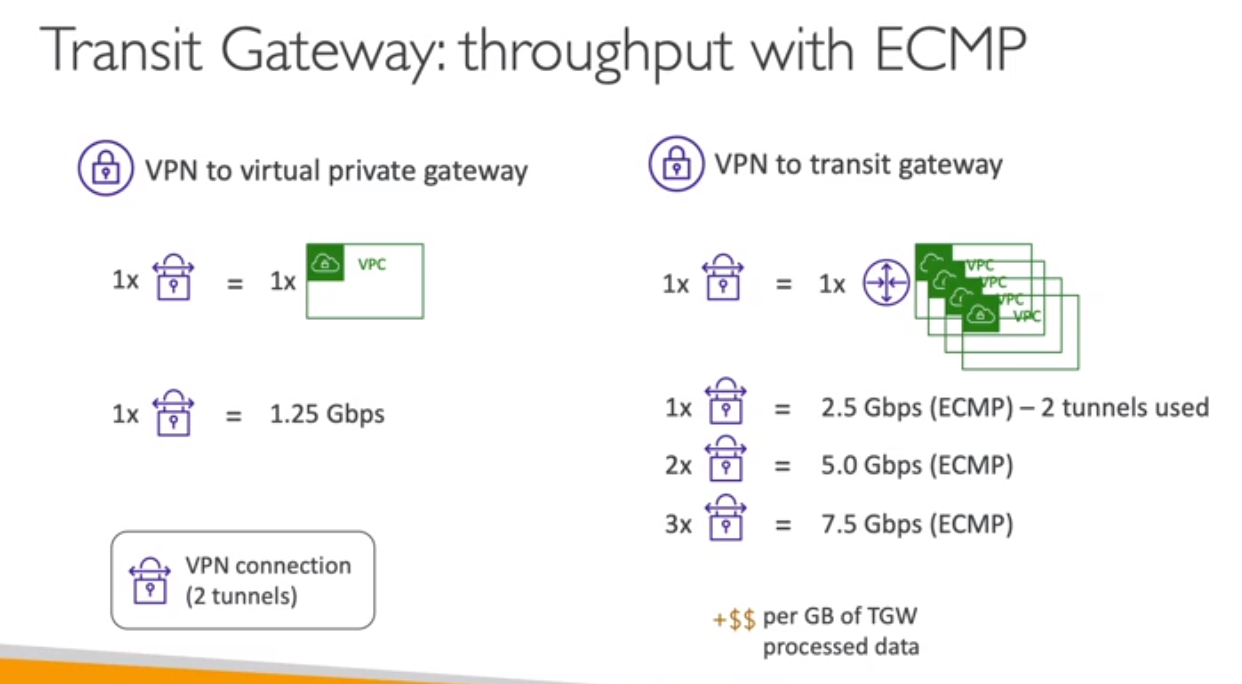 Transit Gateway: throughput with ECMP
VPN to virtual private gateway
1x = 1x VPC
1x = 1.25 Gbps
VPN connection
(2 tunnels)
VPN to transit gateway
1x = 1x VPC
VPC
VPC
VPC
1x = 2.5 Gbps (ECMP) – 2 tunnels used
2x = 5.0 Gbps (ECMP)
3x = 7.5 Gbps (ECMP)
+$$ per GB of TGW
processed data